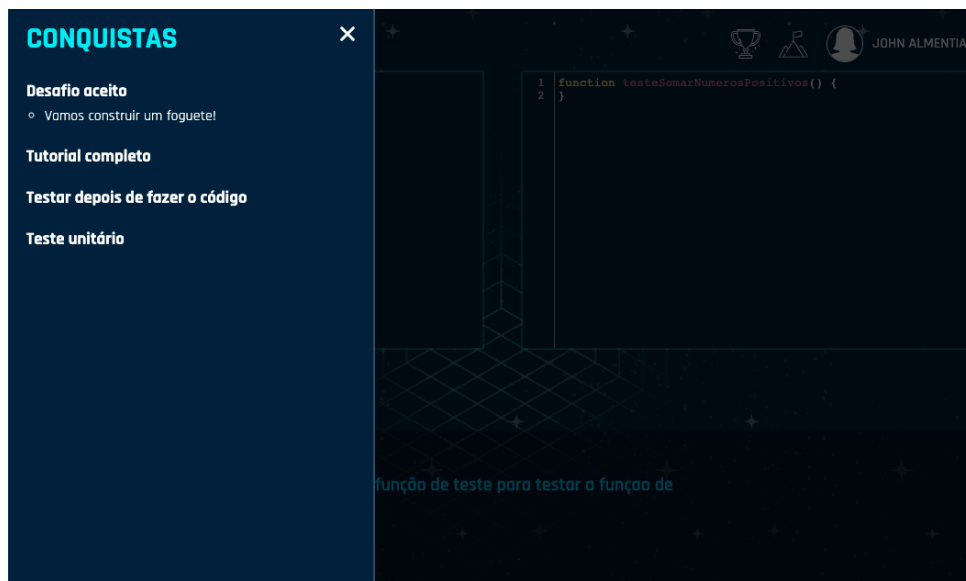 CONQUISTAS
Desafio aceito
Vamos construir um foguete!
Tutorial completo
Testar depois de fazer o código
Teste unitário
JOHN ALMENTIA
1 function testeSomarNumerosPositivos() {
2 }
função de teste para testar a funçao de